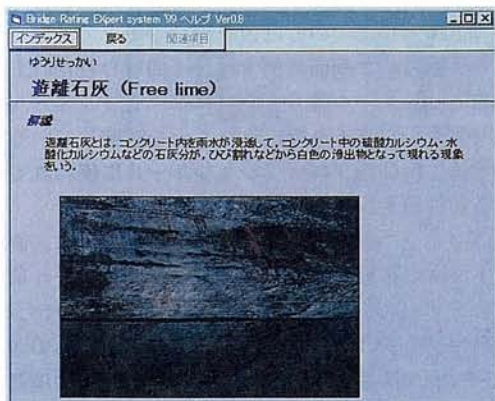 Bridge Rating EXpert system '99 ヘルプ Ver0.8
インデックス 戻る 関連項目
ゆうりせっかい
遊離石灰 (Free lime)
遊離石灰とは，コンクリート内を雨水が浸透して，コンクリート中の硫酸カルシウム・水
酸化カルシウムなどの石灰分が，ひび割れなどから白色の滲出物となって現れる現象
をいう．